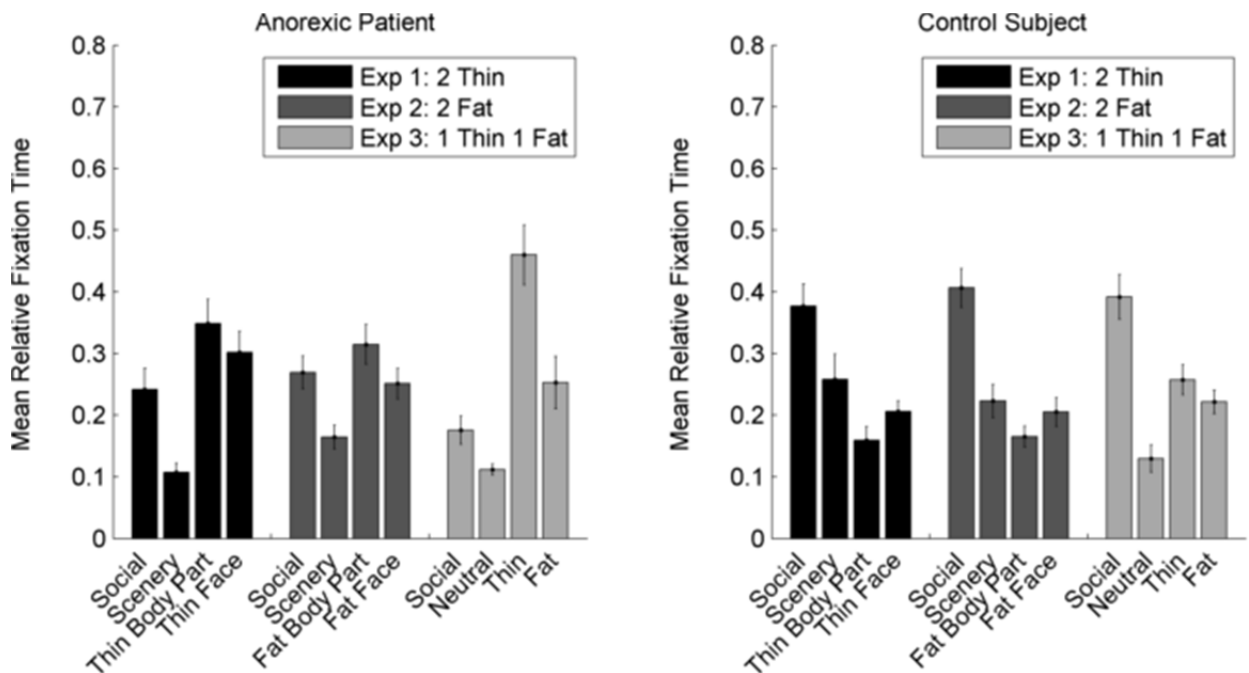 Anorexic Patient
Mean Relative Fixation Time
0.8
0.7
0.6
0.5
0.4
0.3
0.2
0.1
0
Exp 1: 2 Thin
Exp 2: 2 Fat
Exp 3: 1 Thin 1 Fat
Social
Scenery
Thin Body Part
Thin Face
Social
Scenery
Fat Body Part
Fat Face
Social
Neutral
Thin
Fat
Control Subject
Mean Relative Fixation Time
0.8
0.7
0.6
0.5
0.4
0.3
0.2
0.1
0
Exp 1: 2 Thin
Exp 2: 2 Fat
Exp 3: 1 Thin 1 Fat
Social
Scenery
Thin Body Part
Thin Face
Social
Scenery
Fat Body Part
Fat Face
Social
Neutral
Thin
Fat